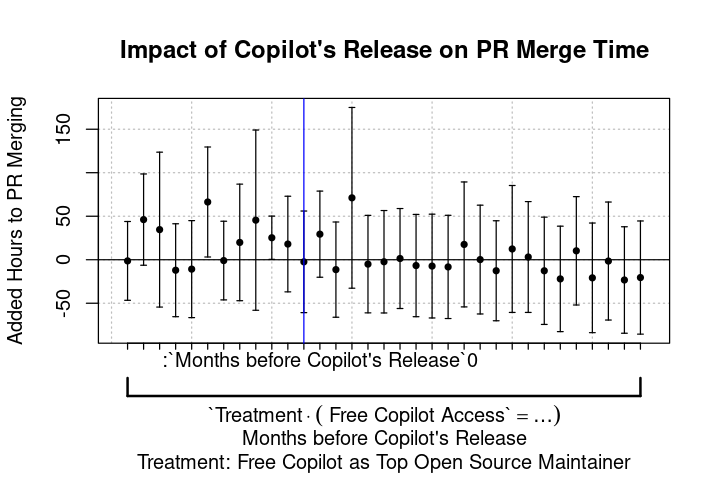 Impact of Copilot's Release on PR Merge Time
Added Hours to PR Merging
150
50
0
-50
:`Months before Copilot's Release`0
`Treatment · ( Free Copilot Access` = …)
Months before Copilot's Release
Treatment: Free Copilot as Top Open Source Maintainer